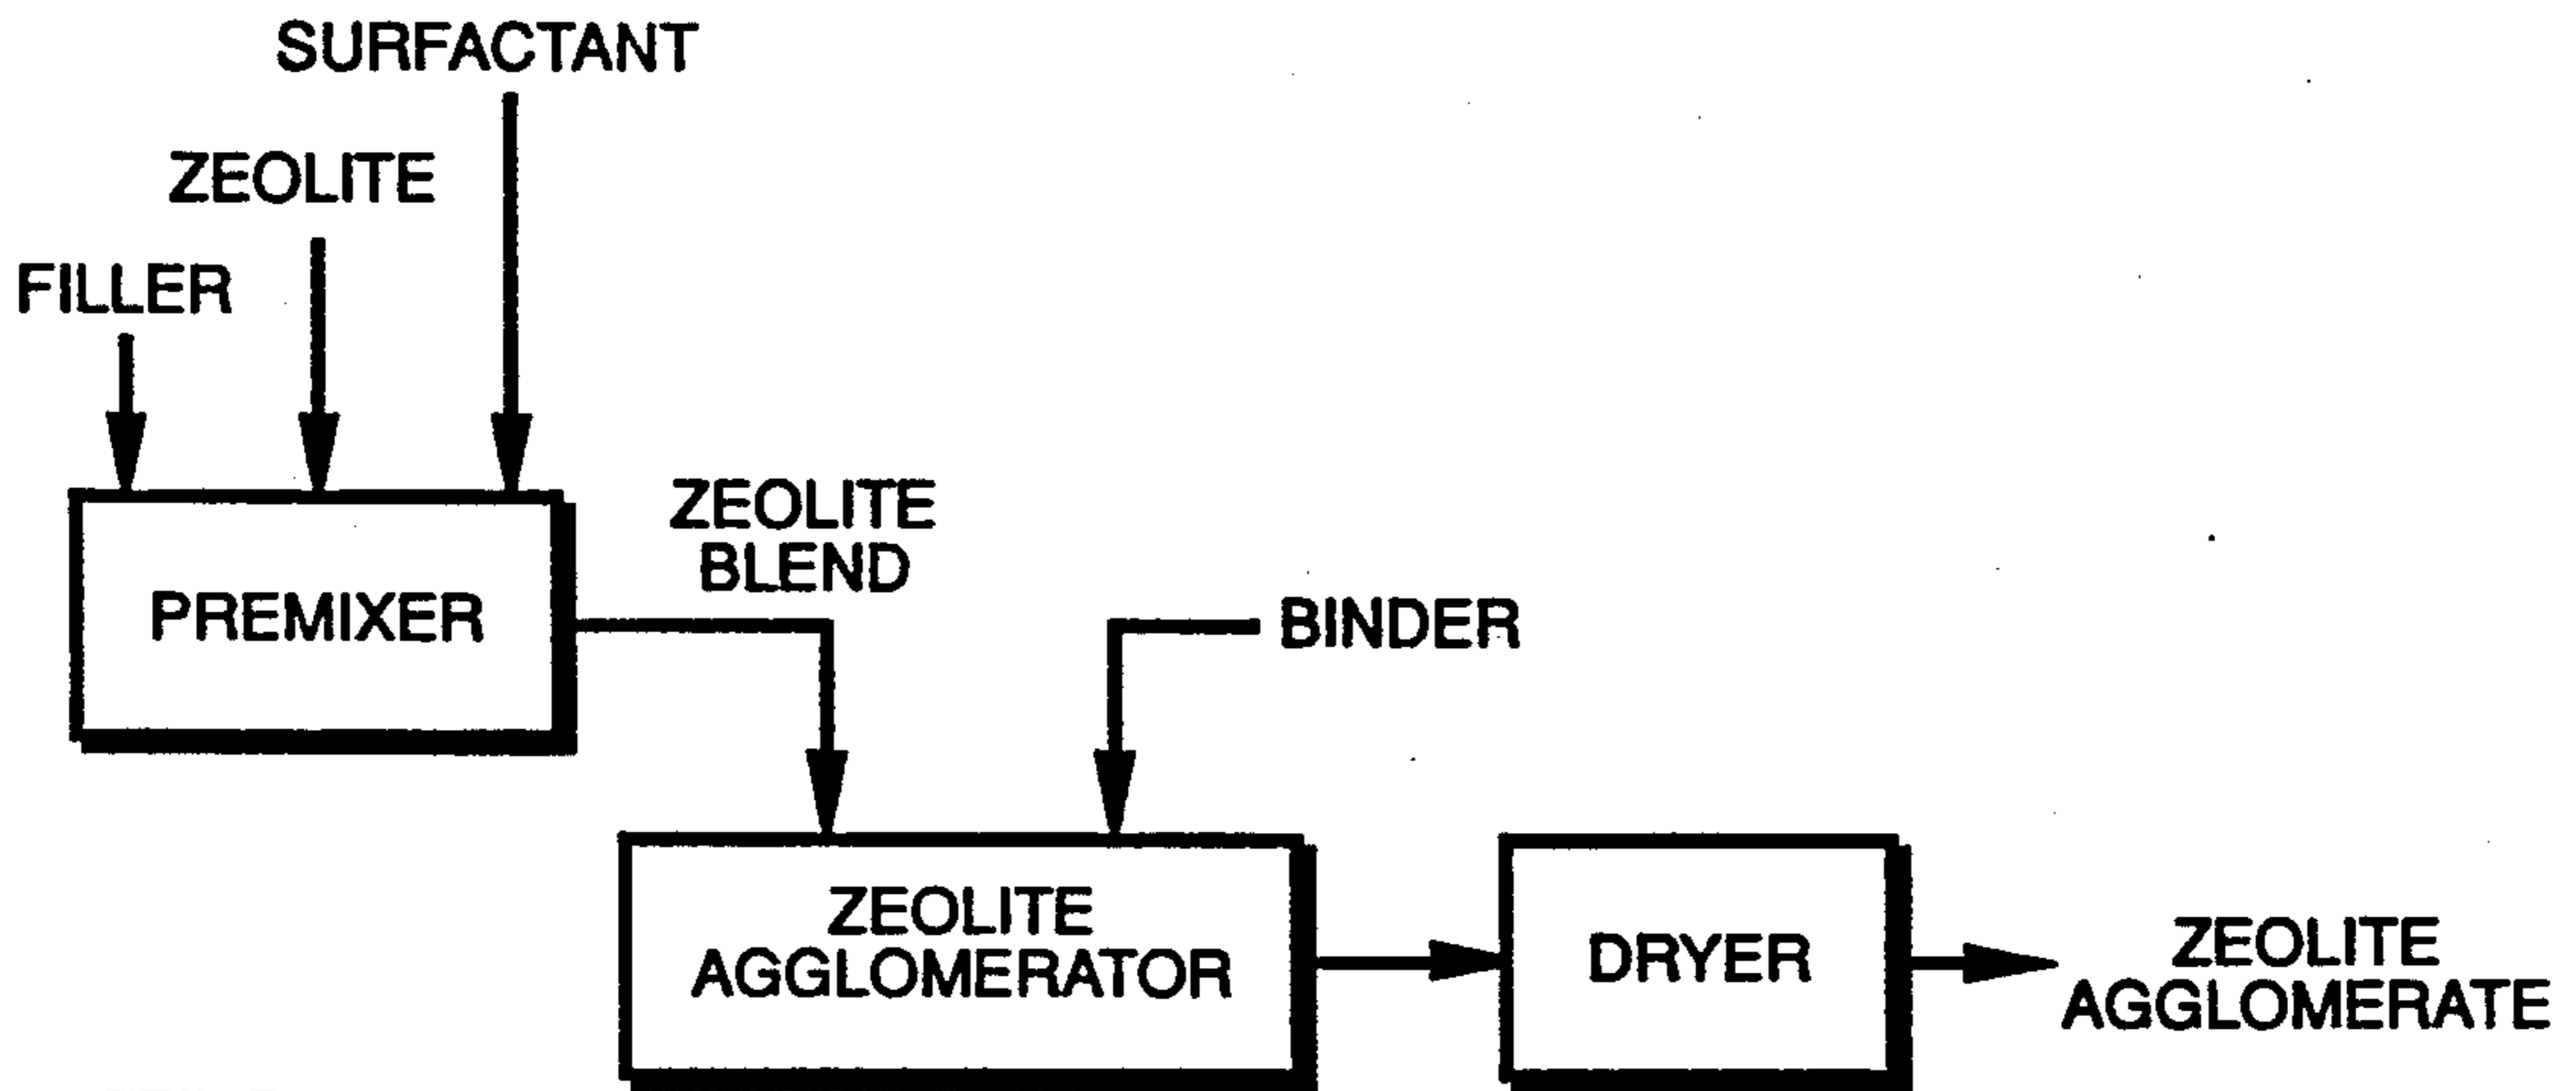 SURFACTANT
ZEOLITE
FILLER
ZEOLITE
BLEND
PREMIXER
BINDER
ZEOLITE
AGGLOMERATOR
DRYER
ZEOLITE
AGGLOMERATE